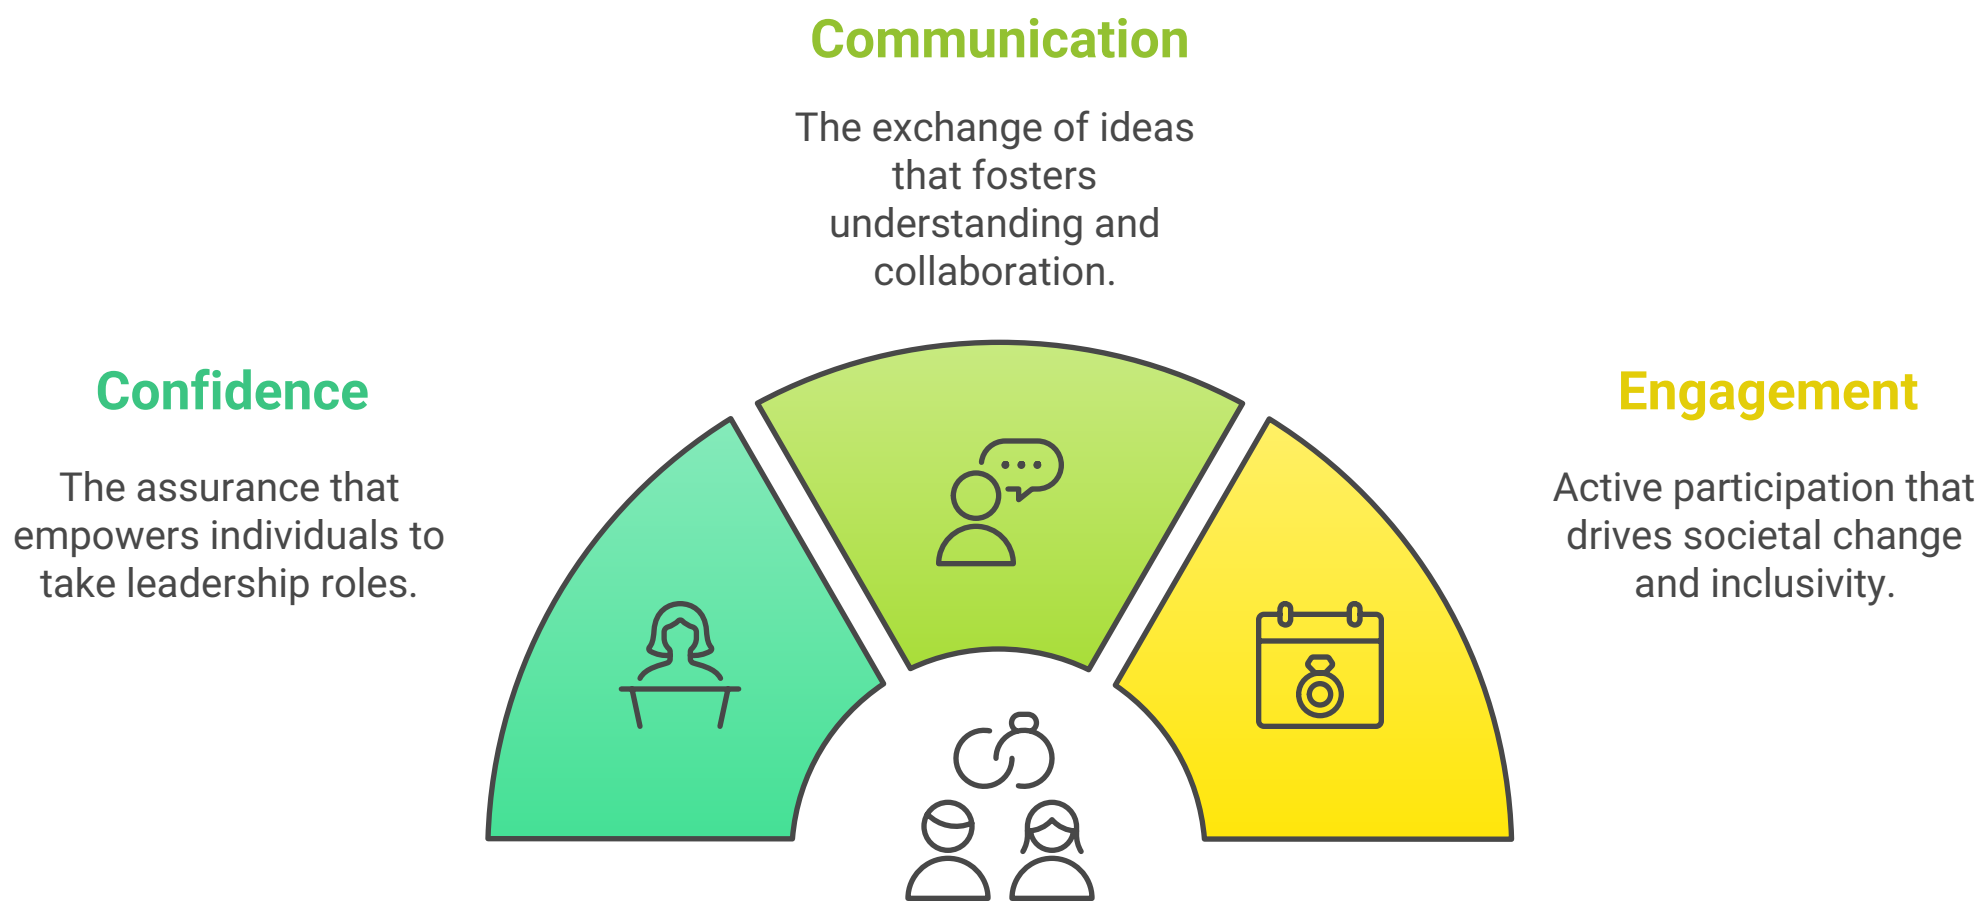 Communication
The exchange of ideas
that fosters
understanding and
collaboration.
Confidence
The assurance that
empowers individuals to
take leadership roles.
Engagement
Active participation that
drives societal change
and inclusivity.